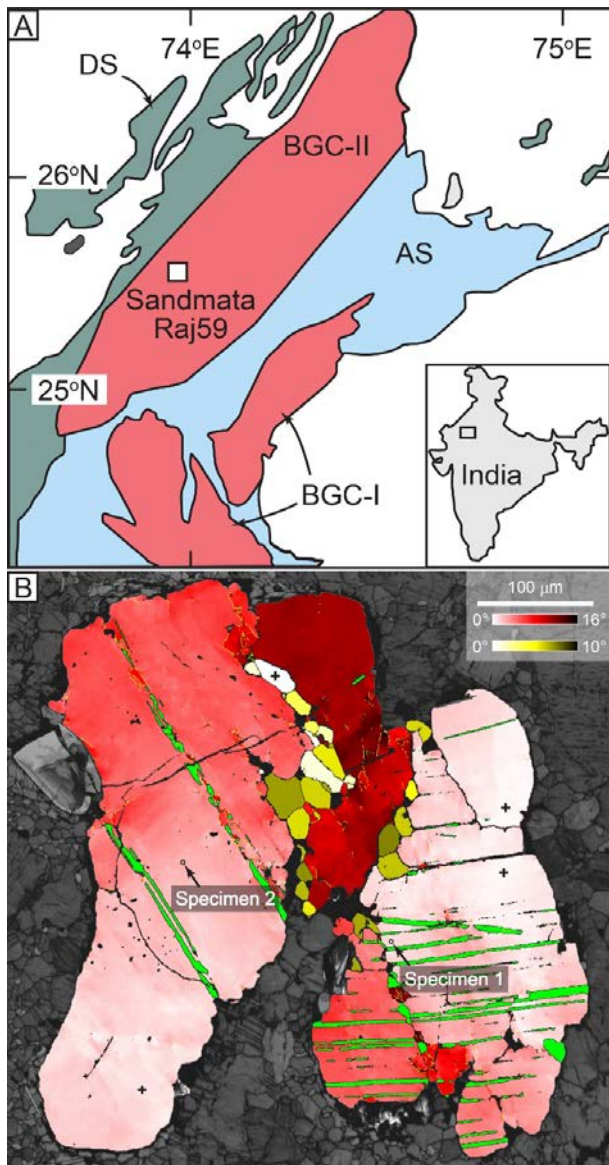 A
74°E
75°E
DS
BGC-II
26°N
AS
Sandmata
Raj59
25°N
BGC-I
India
B
100 μm
0°
16°
0°
10°
Specimen 2
Specimen 1